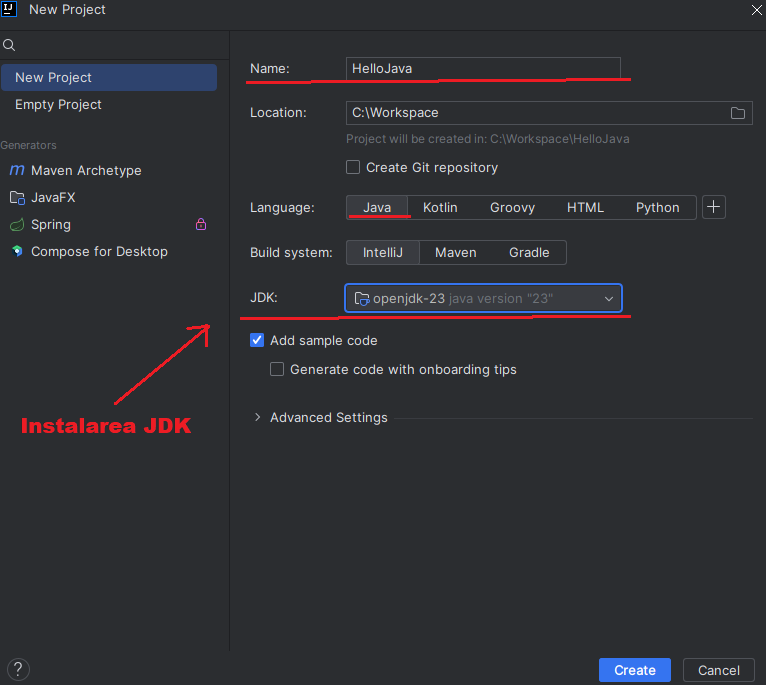 New Project
New Project
Empty Project
Generators
Maven Archetype
JavaFX
Spring
Compose for Desktop
Instalarea JDK
Name: HelloJava
Location: C:\Workspace
Project will be created in: C:\Workspace\HelloJava
Create Git repository
Language: Java Kotlin Groovy HTML Python
Build system: IntelliJ Maven Gradle
JDK: openjdk-23 java version "23"
Add sample code
Generate code with onboarding tips
Advanced Settings
? Create Cancel